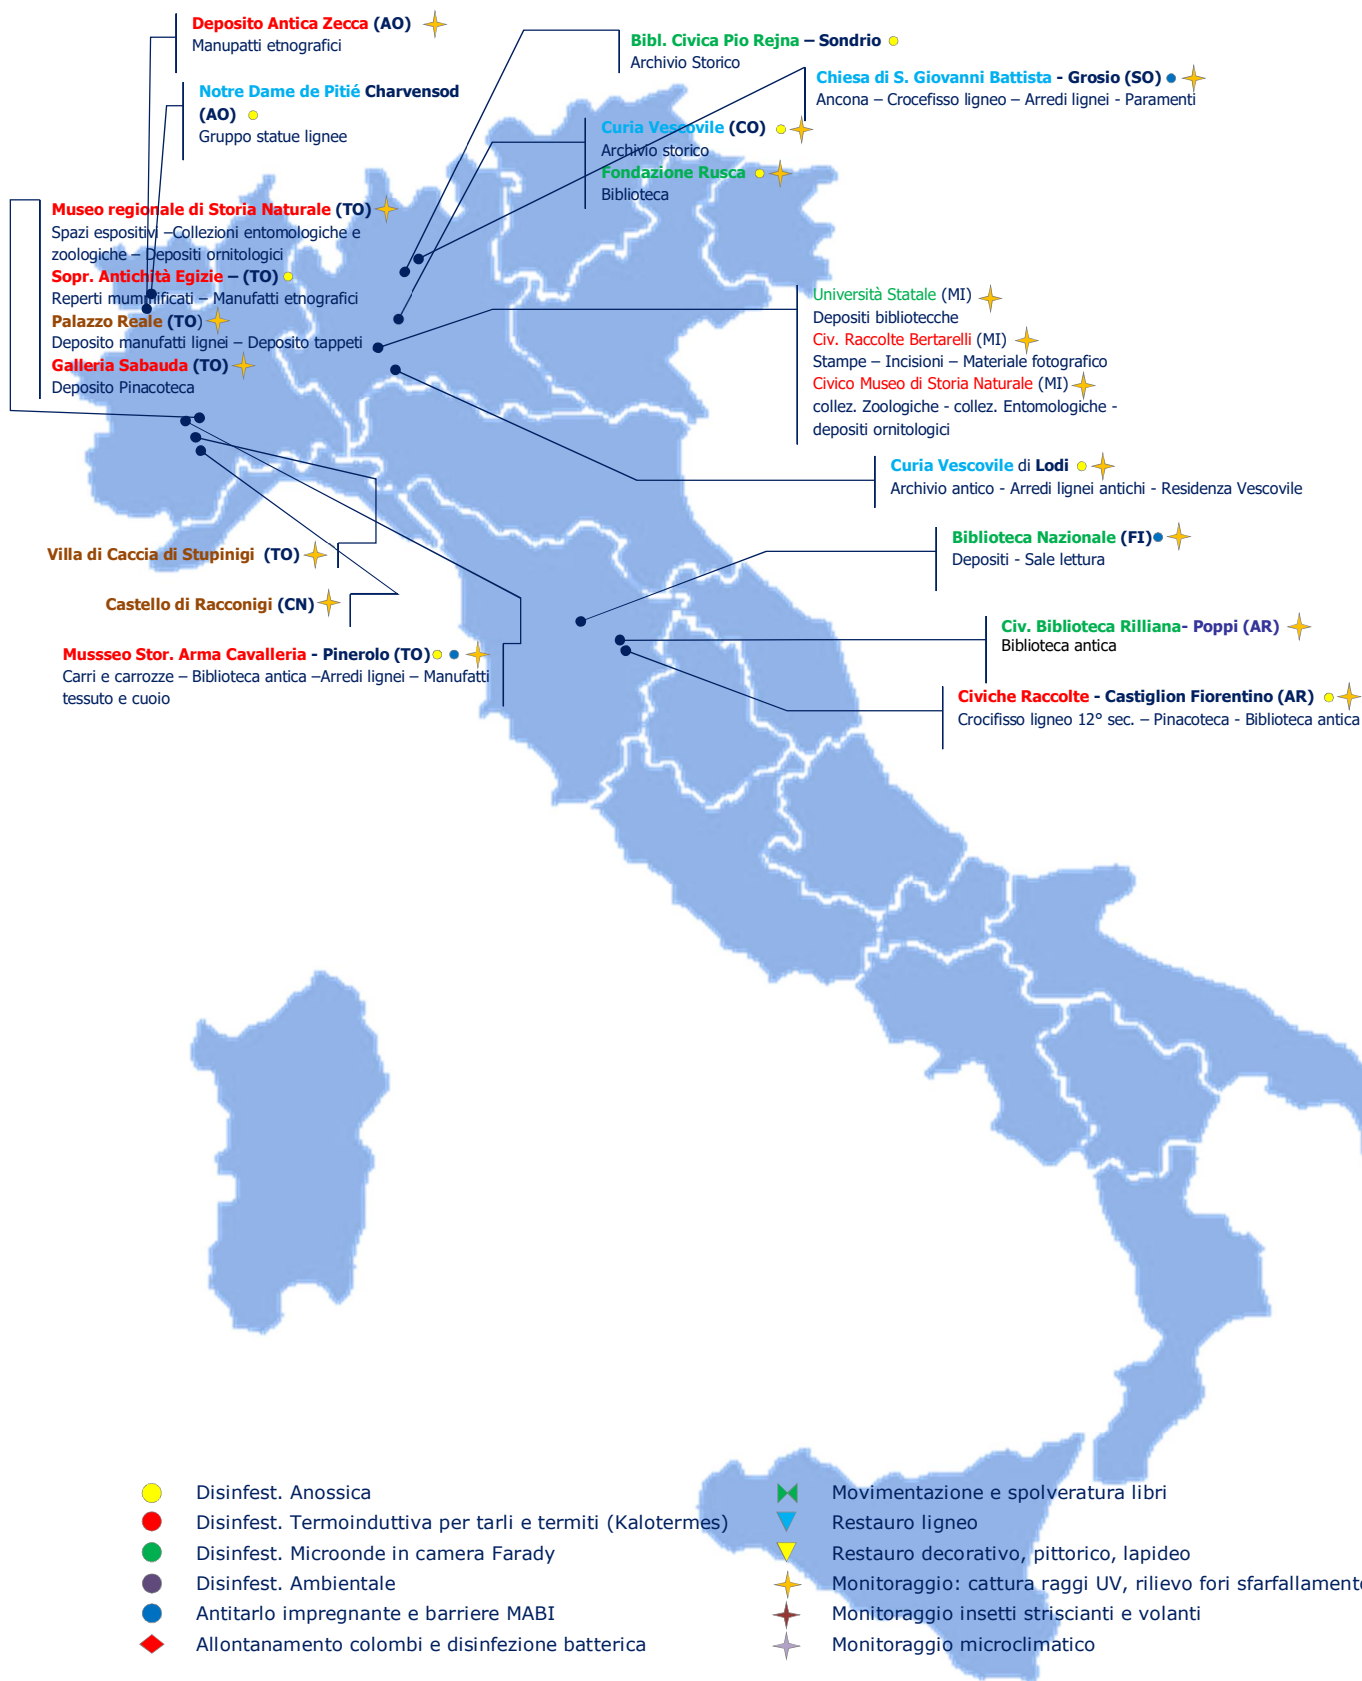 Deposito Antica Zecca (AO)
Manupatti etnografici
Notre Dame de Pitié Charvensod
(AO)
Gruppo statue lignee
Bibl. Civica Pio Rejna – Sondrio
Archivio Storico
Chiesa di S. Giovanni Battista - Grosio (SO)
Ancona – Crocefisso ligneo – Arredi lignei - Paramenti
Curia Vescovile (CO)
Archivio storico
Fondazione Rusca
Biblioteca
Museo regionale di Storia Naturale (TO)
Spazi espositivi –Collezioni entomologiche e
zoologiche – Depositi ornitologici
Sopr. Antichità Egizie – (TO)
Reperti mummificati – Manufatti etnografici
Palazzo Reale (TO)
Deposito manufatti lignei – Deposito tappeti
Galleria Sabauda (TO)
Deposito Pinacoteca
Università Statale (MI)
Depositi bibliotecche
Civ. Raccolte Bertarelli (MI)
Stampe – Incisioni – Materiale fotografico
Civico Museo di Storia Naturale (MI)
collez. Zoologiche - collez. Entomologiche -
depositi ornitologici
Curia Vescovile di Lodi
Archivio antico - Arredi lignei antichi - Residenza Vescovile
Villa di Caccia di Stupinigi (TO)
Castello di Racconigi (CN)
Mussseo Stor. Arma Cavalleria - Pinerolo (TO)
Carri e carrozze – Biblioteca antica –Arredi lignei – Manufatti
tessuto e cuoio
Biblioteca Nazionale (FI)
Depositi - Sale lettura
Civ. Biblioteca Rilliana- Poppi (AR)
Biblioteca antica
Civiche Raccolte - Castiglion Fiorentino (AR)
Crocifisso ligneo 12° sec. – Pinacoteca - Biblioteca antica
Disinfest. Anossica
Disinfest. Termoinduttiva per tarli e termiti (Kalotermes)
Disinfest. Microonde in camera Farady
Disinfest. Ambientale
Antitarlo impregnante e barriere MABI
Allontanamento colombi e disinfezione batterica
Movimentazione e spolveratura libri
Restauro ligneo
Restauro decorativo, pittorico, lapideo
Monitoraggio: cattura raggi UV, rilievo fori sfarfallamento
Monitoraggio insetti striscianti e volanti
Monitoraggio microclimatico